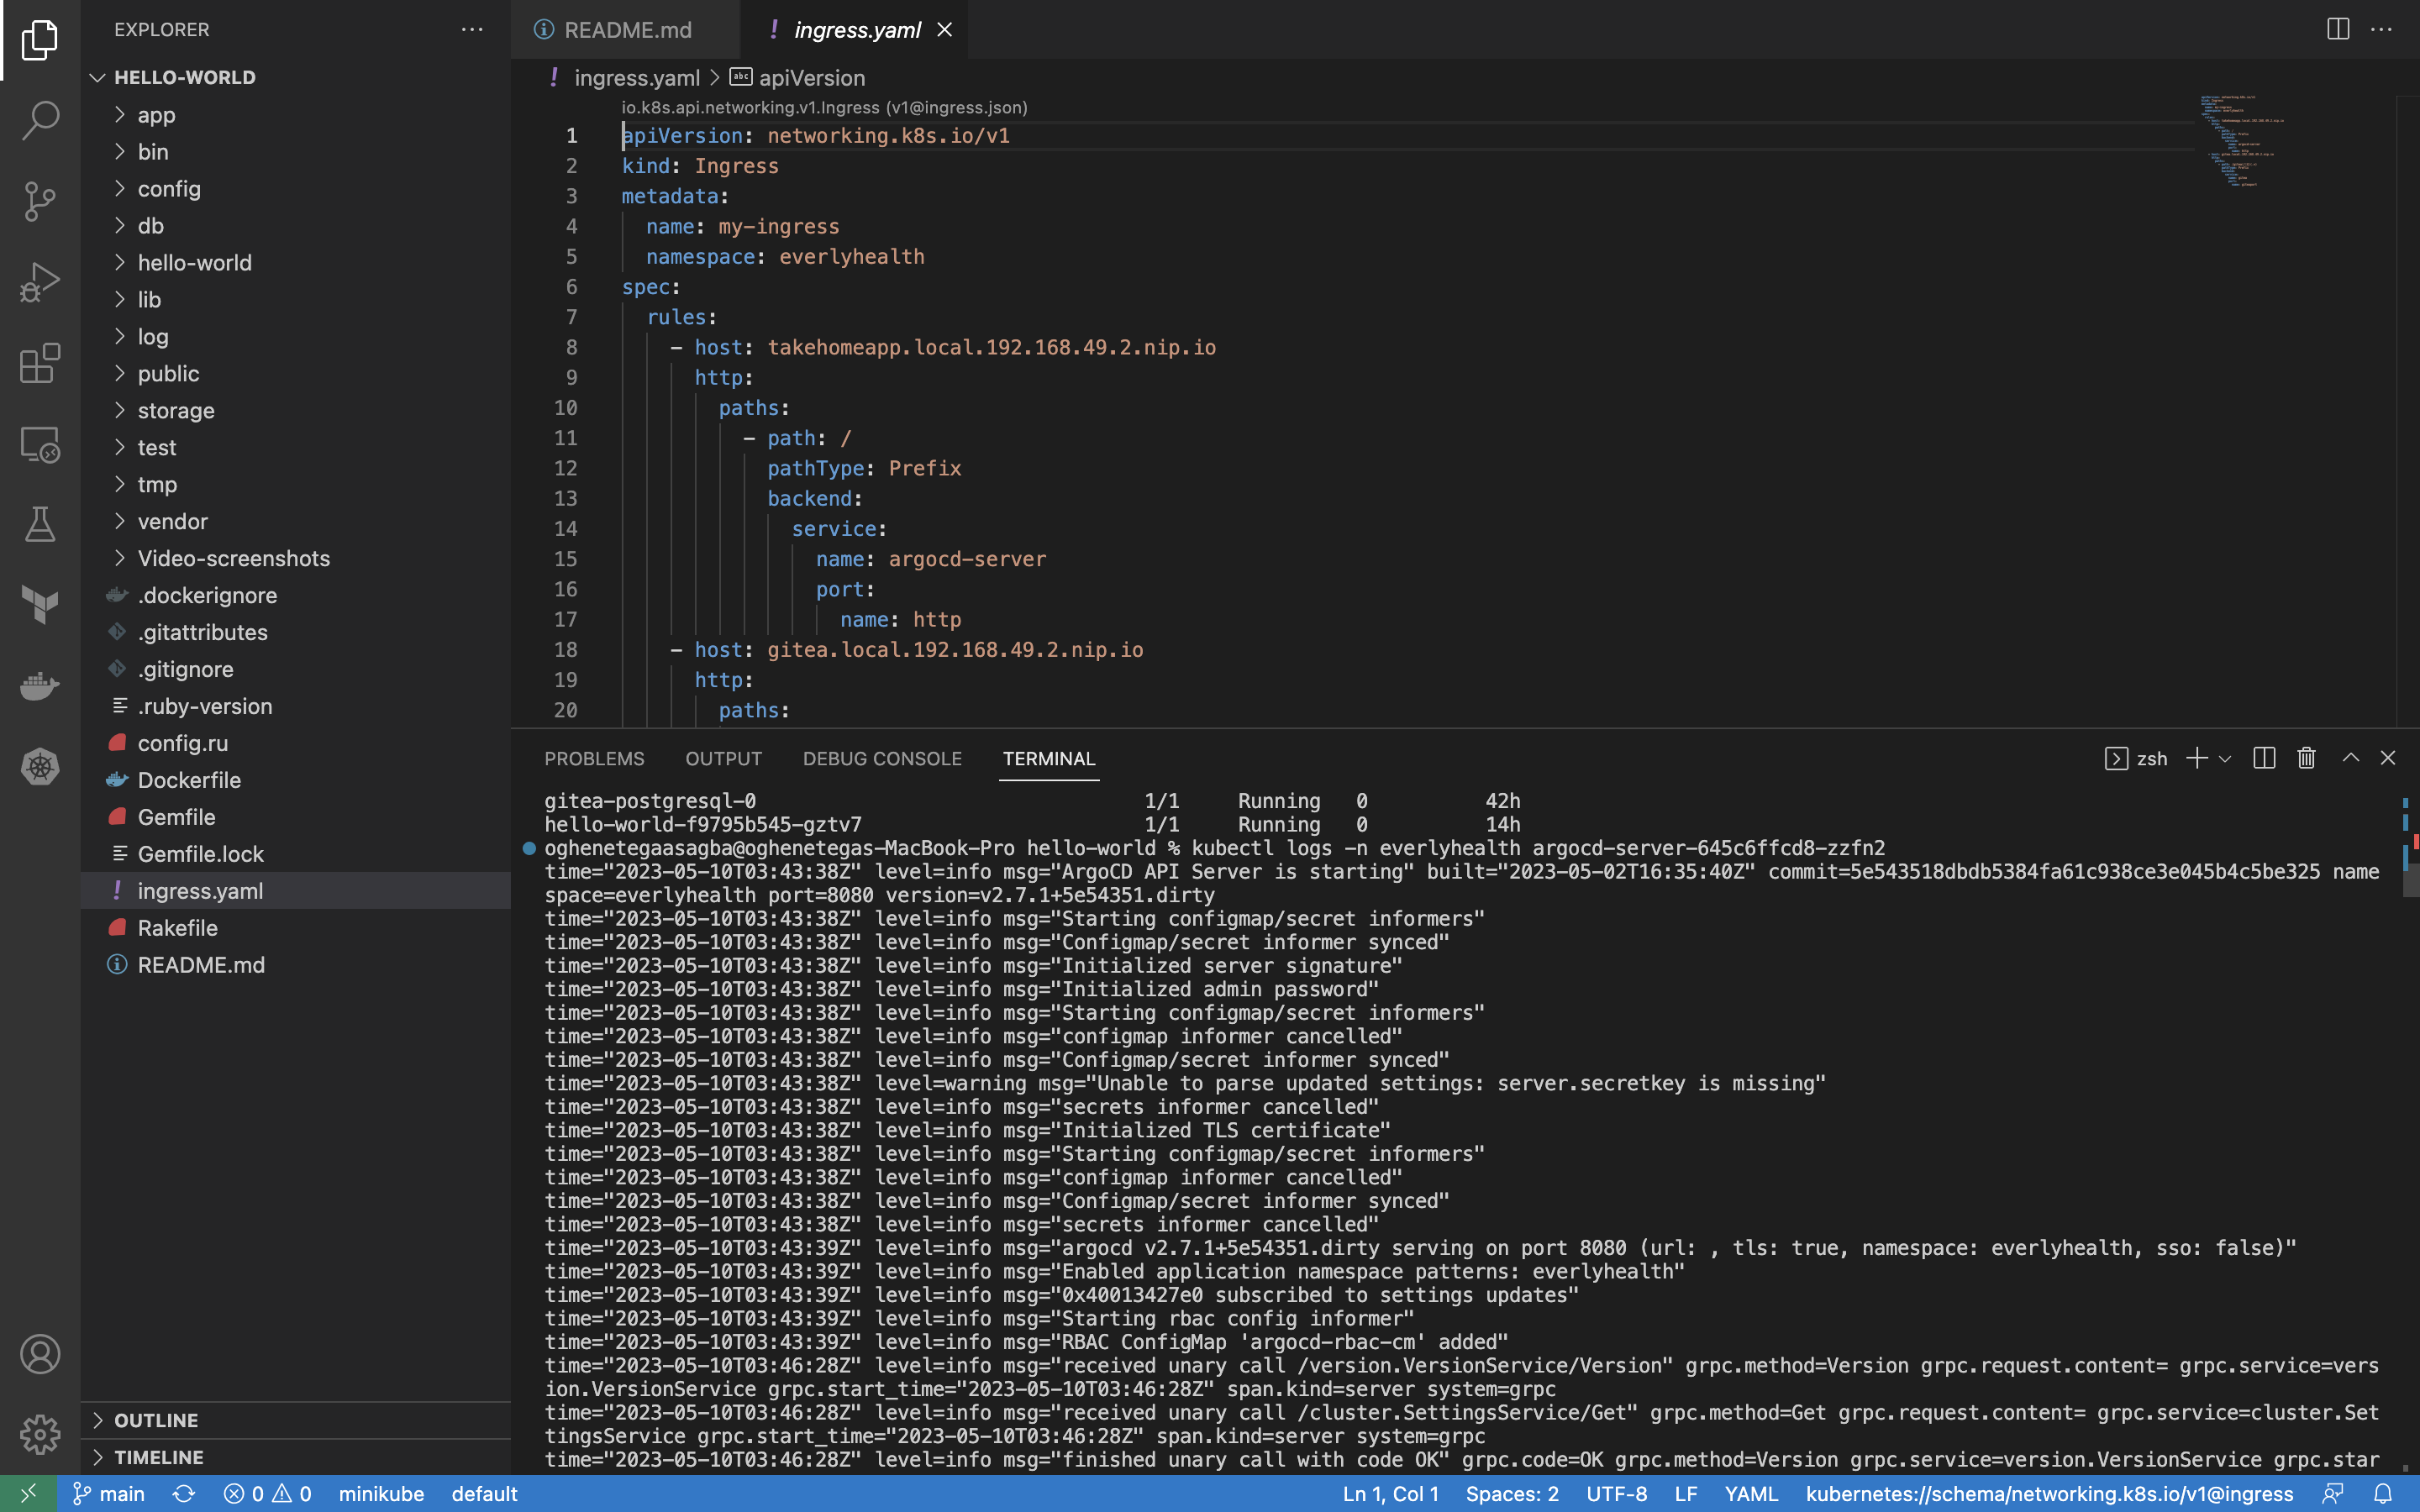 EXPLORER
HELLO-WORLD
app
bin
config
db
hello-world
lib
log
public
storage
test
tmp
vendor
Video-screenshots
.dockerignore
.gitattributes
.gitignore
.ruby-version
config.ru
Dockerfile
Gemfile
Gemfile.lock
ingress.yaml
Rakefile
README.md
OUTLINE
TIMELINE
README.md
ingress.yaml
ingress.yaml > apiVersion
io.k8s.api.networking.v1.Ingress (v1@ingress.json)
1 apiVersion: networking.k8s.io/v1
2 kind: Ingress
3 metadata:
4 name: my-ingress
5 namespace: everlyhealth
6 spec:
7 rules:
8 - host: takehomeapp.local.192.168.49.2.nip.io
9 http:
10 paths:
11 - path: /
12 pathType: Prefix
13 backend:
14 service:
15 name: argocd-server
16 port:
17 name: http
18 - host: gitea.local.192.168.49.2.nip.io
19 http:
20 paths:
PROBLEMS OUTPUT DEBUG CONSOLE TERMINAL
zsh
gitea-postgresql-0 1/1 Running 0 42h
hello-world-f9795b545-gztv7 1/1 Running 0 14h
oghenetegaasagba@oghenetegas-MacBook-Pro hello-world % kubectl logs -n everlyhealth argocd-server-645c6ffcd8-zzfn2
time="2023-05-10T03:43:38Z" level=info msg="ArgoCD API Server is starting" built="2023-05-02T16:35:40Z" commit=5e543518dbdb5384fa61c938ce3e045b4c5be325 name
space=everlyhealth port=8080 version=v2.7.1+5e54351.dirty
time="2023-05-10T03:43:38Z" level=info msg="Starting configmap/secret informers"
time="2023-05-10T03:43:38Z" level=info msg="Configmap/secret informer synced"
time="2023-05-10T03:43:38Z" level=info msg="Initialized server signature"
time="2023-05-10T03:43:38Z" level=info msg="Initialized admin password"
time="2023-05-10T03:43:38Z" level=info msg="Starting configmap/secret informers"
time="2023-05-10T03:43:38Z" level=info msg="configmap informer cancelled"
time="2023-05-10T03:43:38Z" level=info msg="Configmap/secret informer synced"
time="2023-05-10T03:43:38Z" level=warning msg="Unable to parse updated settings: server.secretkey is missing"
time="2023-05-10T03:43:38Z" level=info msg="secrets informer cancelled"
time="2023-05-10T03:43:38Z" level=info msg="Initialized TLS certificate"
time="2023-05-10T03:43:38Z" level=info msg="Starting configmap/secret informers"
time="2023-05-10T03:43:38Z" level=info msg="configmap informer cancelled"
time="2023-05-10T03:43:38Z" level=info msg="Configmap/secret informer synced"
time="2023-05-10T03:43:38Z" level=info msg="secrets informer cancelled"
time="2023-05-10T03:43:39Z" level=info msg="argocd v2.7.1+5e54351.dirty serving on port 8080 (url: , tls: true, namespace: everlyhealth, sso: false)"
time="2023-05-10T03:43:39Z" level=info msg="Enabled application namespace patterns: everlyhealth"
time="2023-05-10T03:43:39Z" level=info msg="0x40013427e0 subscribed to settings updates"
time="2023-05-10T03:43:39Z" level=info msg="Starting rbac config informer"
time="2023-05-10T03:43:39Z" level=info msg="RBAC ConfigMap 'argocd-rbac-cm' added"
time="2023-05-10T03:46:28Z" level=info msg="received unary call /version.VersionService/Version" grpc.method=Version grpc.request.content= grpc.service=vers
ion.VersionService grpc.start_time="2023-05-10T03:46:28Z" span.kind=server system=grpc
time="2023-05-10T03:46:28Z" level=info msg="received unary call /cluster.SettingsService/Get" grpc.method=Get grpc.request.content= grpc.service=cluster.Set
tingsService grpc.start_time="2023-05-10T03:46:28Z" span.kind=server system=grpc
time="2023-05-10T03:46:28Z" level=info msg="finished unary call with code OK" grpc.code=OK grpc.method=Version grpc.service=version.VersionService grpc.star
main 0 0 minikube default Ln 1, Col 1 Spaces: 2 UTF-8 LF YAML kubernetes://schema/networking.k8s.io/v1@ingress